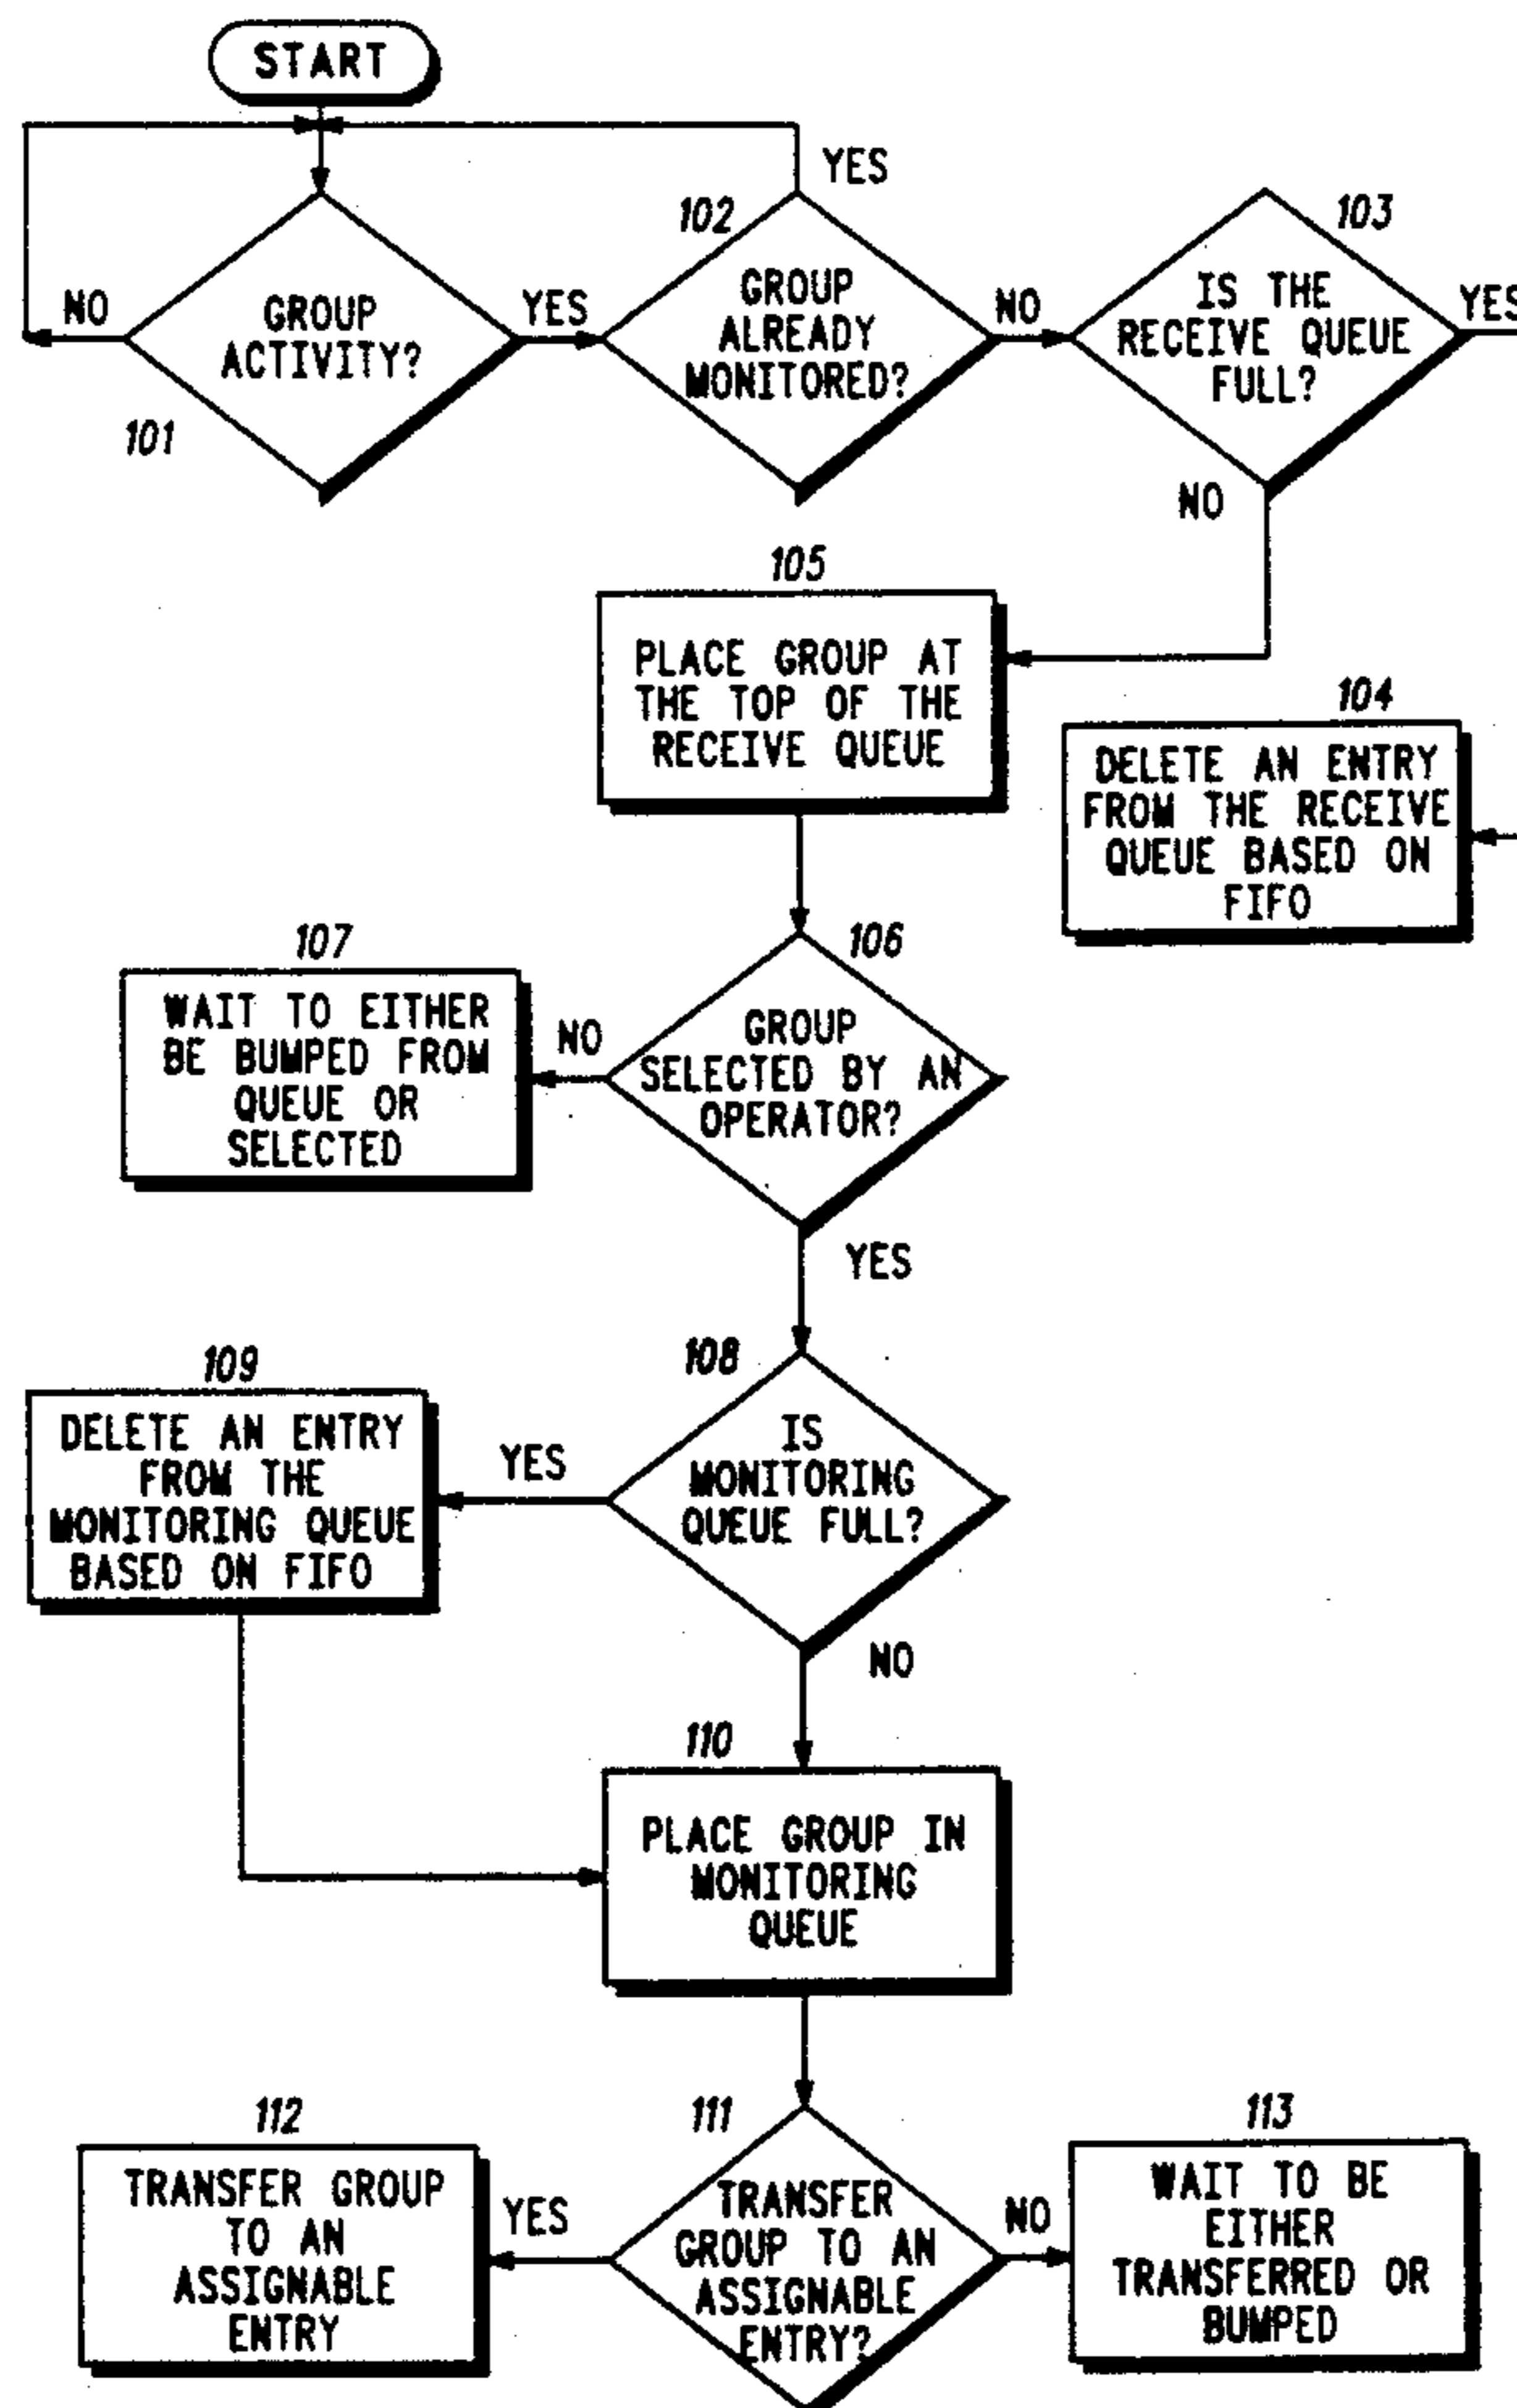 START
YES
102
103
NO
GROUP
ACTIVITY?
YES
GROUP
ALREADY
MONITORED?
NO
IS THE
RECEIVE QUEUE
FULL?
YES
101
NO
105
PLACE GROUP AT
THE TOP OF THE
RECEIVE QUEUE
104
DELETE AN ENTRY
FROM THE RECEIVE
QUEUE BASED ON
FIFO
107
WAIT TO EITHER
BE BUMPED FROM
QUEUE OR
SELECTED
NO
106
GROUP
SELECTED BY AN
OPERATOR?
YES
109
DELETE AN ENTRY
FROM THE
MONITORING QUEUE
BASED ON FIFO
YES
108
IS
MONITORING
QUEUE FULL?
NO
110
PLACE GROUP IN
MONITORING
QUEUE
112
TRANSFER GROUP
TO AN
ASSIGNABLE
ENTRY
YES
111
TRANSFER
GROUP TO AN
ASSIGNABLE
ENTRY?
NO
113
WAIT TO BE
EITHER
TRANSFERRED OR
BUMPED